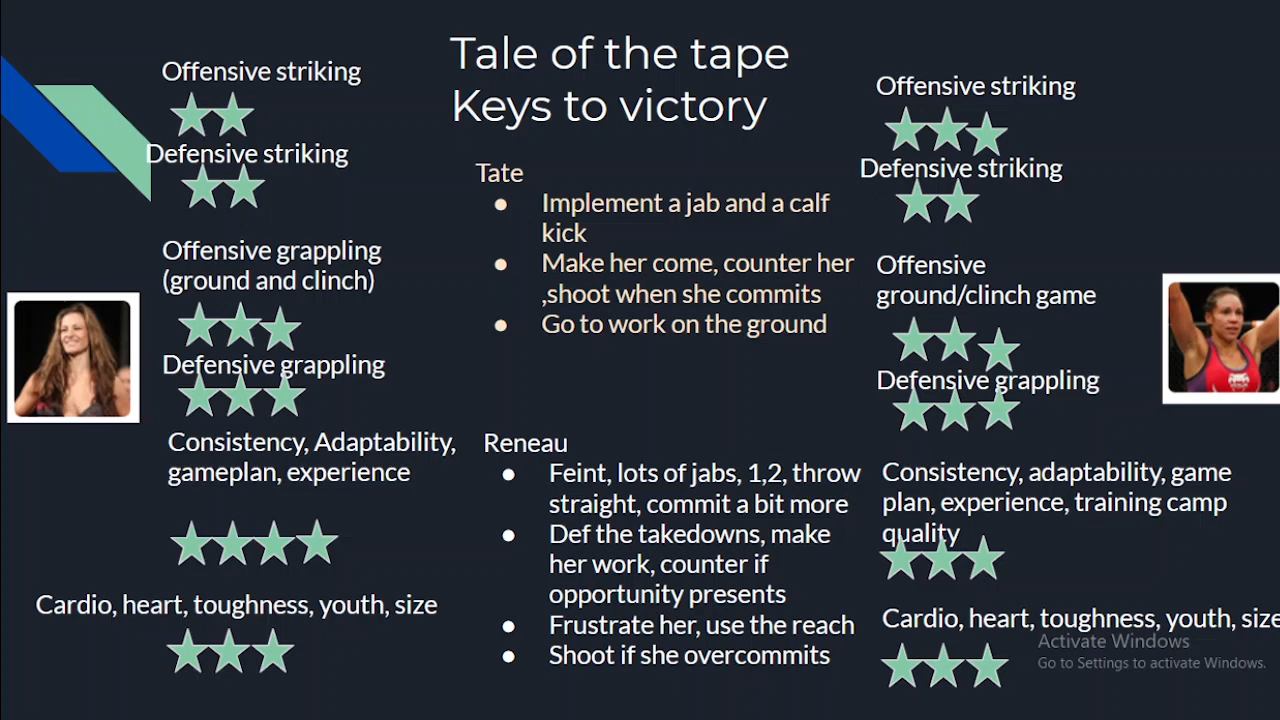 Tale of the tape
Keys to victory
Offensive striking
Defensive striking
Offensive grappling
(ground and clinch)
Defensive grappling
Consistency, Adaptability,
gameplan, experience
Cardio, heart, toughness, youth, size
Tate
● Implement a jab and a calf
kick
● Make her come, counter her
,shoot when she commits
● Go to work on the ground
Reneau
● Feint, lots of jabs, 1,2, throw
straight, commit a bit more
● Def the takedowns, make
her work, counter if
opportunity presents
● Frustrate her, use the reach
● Shoot if she overcommits
Offensive striking
Defensive striking
Offensive
ground/clinch game
Defensive grappling
Consistency, adaptability, game
plan, experience, training camp
quality
Cardio, heart, toughness, youth, size
Activate Windows
Go to Settings to activate Windows.